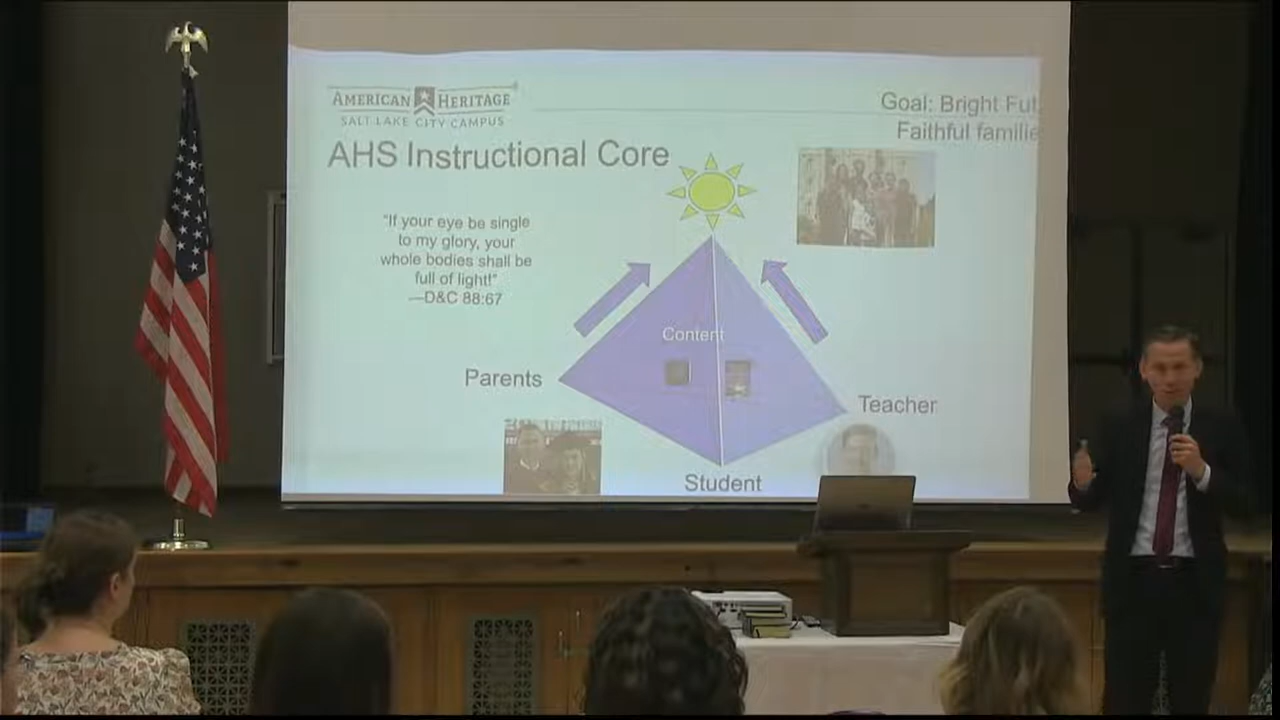 AMERICAN HERITAGE
SALT LAKE CITY CAMPUS
Goal: Bright Fut
Faithful familie
AHS Instructional Core
"If your eye be single
to my glory, your
whole bodies shall be
full of light!"
—D&C 88:67
Content
Parents
Teacher
Student